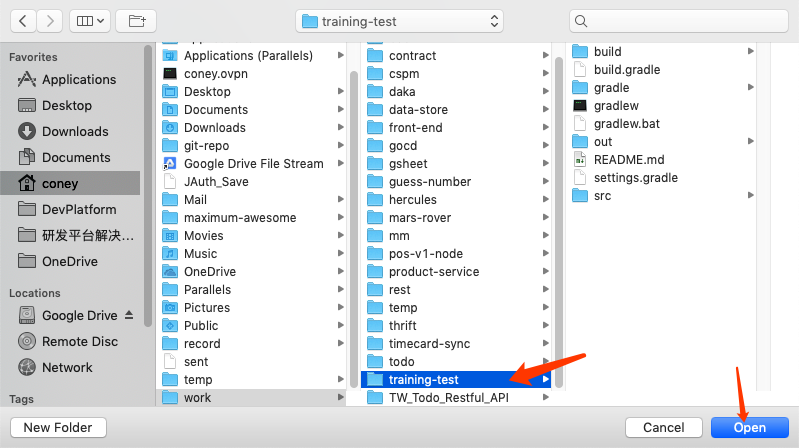 training-test
Favorites
Applications
Desktop
Downloads
Documents
coney
DevPlatform
研发平台解决...
OneDrive
Locations
Google Drive
Remote Disc
Network
Tags
Applications (Parallels)
coney.ovpn
Desktop
Documents
Downloads
git-repo
Google Drive File Stream
JAuth_Save
Mail
maximum-awesome
Movies
Music
OneDrive
Parallels
Pictures
Public
record
sent
temp
work
contract
cspm
daka
data-store
front-end
gocd
gsheet
guess-number
hercules
mars-rover
mm
pos-v1-node
product-service
rest
temp
thrift
timecard-sync
todo
training-test
TW_Todo_Restful_API
build
build.gradle
gradle
gradlew
gradlew.bat
out
README.md
settings.gradle
src
New Folder
Cancel
Open